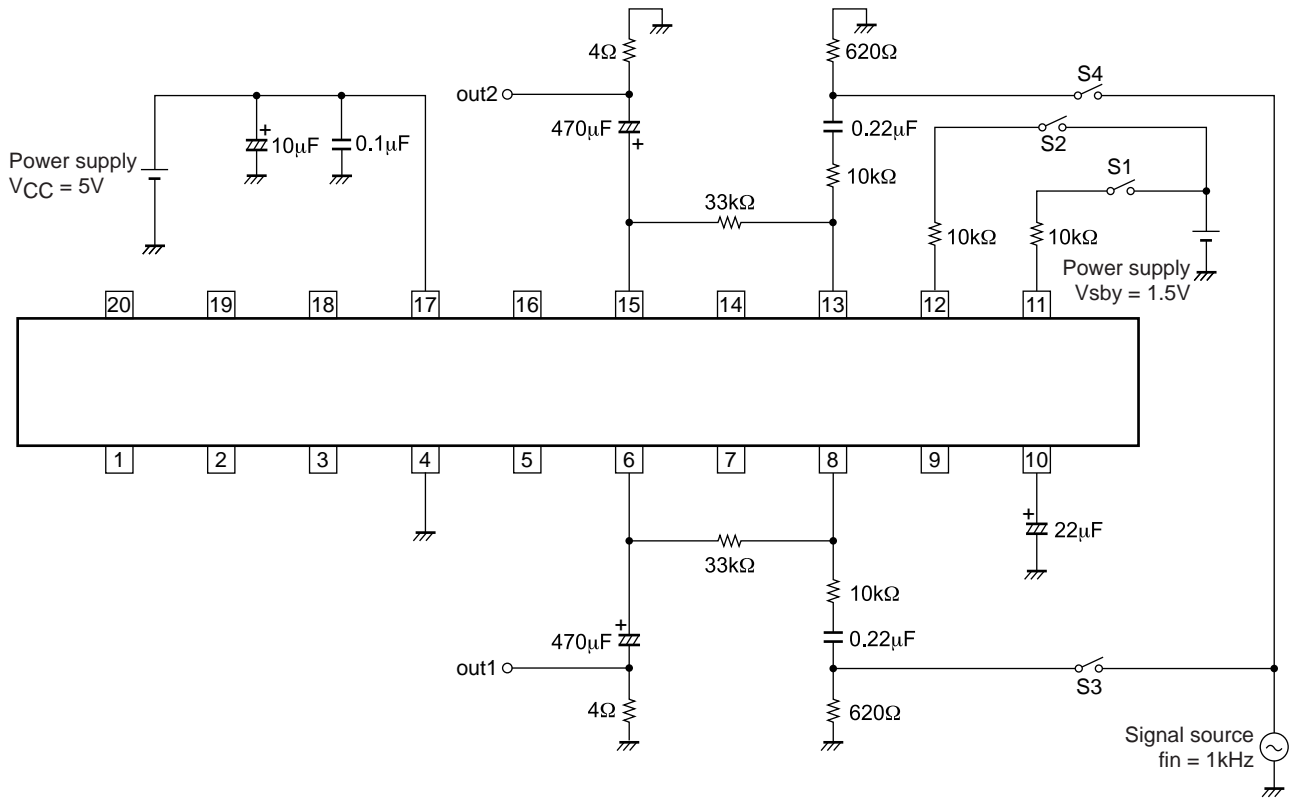 4Ω
620Ω
S4
out2
470μF
+
0.22μF
+
10μF
0.1μF
S2
Power supply
VCC = 5V
10kΩ
S1
33kΩ
10kΩ
10kΩ
Power supply
Vsby = 1.5V
20
19
18
17
16
15
14
13
12
11
1
2
3
4
5
6
7
8
9
10
+
22μF
33kΩ
10kΩ
+
470μF
0.22μF
out1
S3
4Ω
620Ω
Signal source
fin = 1kHz